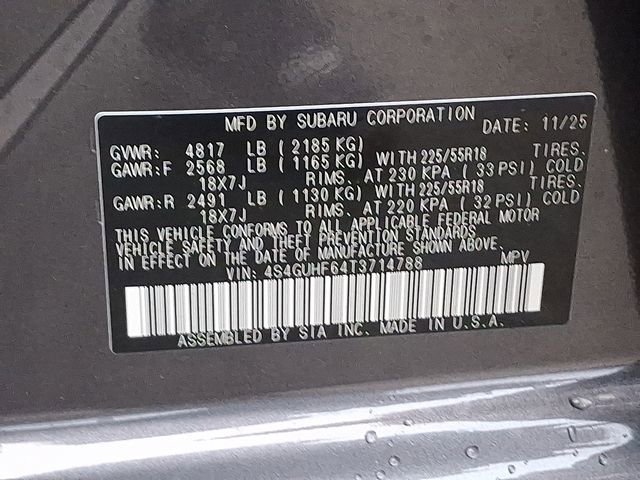 MFD BY SUBARU CORPORATION DATE: 11/25
GVWR: 4817 LB ( 2185 KG)
GAWR:F 2568 LB ( 1165 KG) WITH 225/55R18 TIRES.
18X7J RIMS. AT 230 KPA ( 33 PSI) COLD
GAWR:R 2491 LB ( 1130 KG) WITH 225/55R18 TIRES.
18X7J RIMS. AT 220 KPA ( 32 PSI) COLD
THIS VEHICLE CONFORMS TO ALL APPLICABLE FEDERAL MOTOR
VEHICLE SAFETY AND THEFT PREVENTION STANDARDS
IN EFFECT ON THE DATE OF MANUFACTURE SHOWN ABOVE.
VIN: 4S4GUHF64T3714788 MPV
ASSEMBLED BY SIA INC. MADE IN U.S.A.